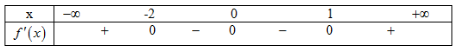 x −∞ -2 0 1 +∞
f'(x) + 0 − 0 − 0 +